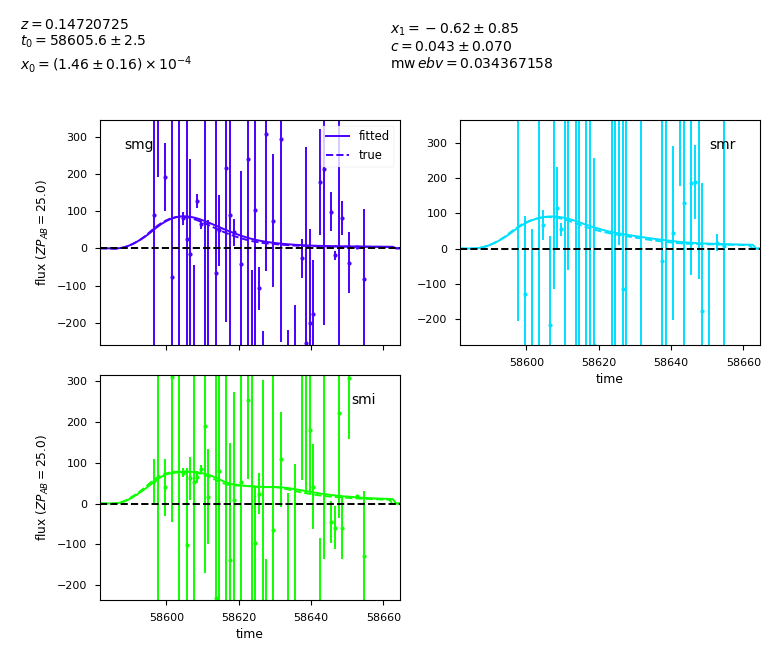 z = 0.14720725
t₀ = 58605.6 ± 2.5
x₀ = (1.46 ± 0.16) × 10⁻⁴
x₁ = −0.62 ± 0.85
c = 0.043 ± 0.070
mw ebv = 0.034367158
smg
fitted
true
300
200
100
0
−100
−200
flux (ZP_AB = 25.0)
smr
300
200
100
0
−100
−200
58600 58620 58640 58660
time
smi
300
200
100
0
−100
−200
flux (ZP_AB = 25.0)
58600 58620 58640 58660
time